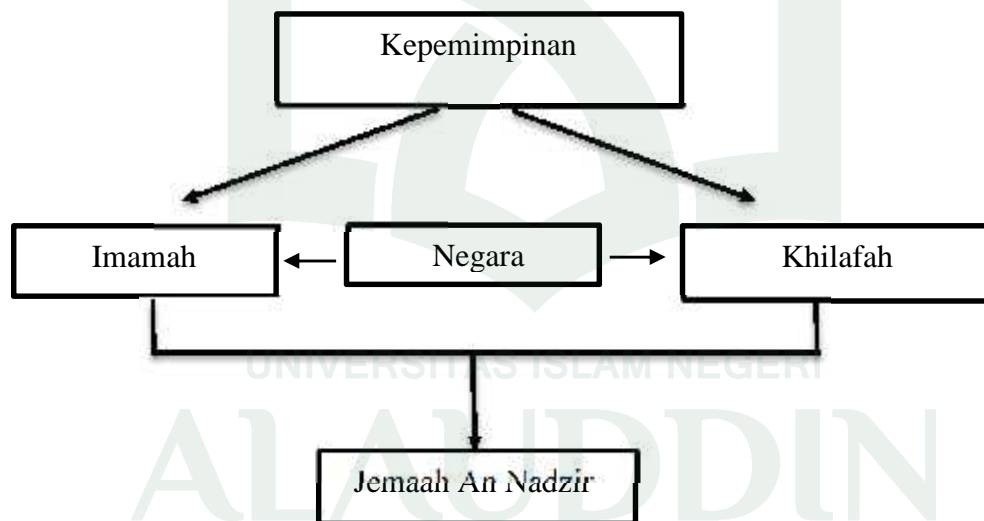 Kepemimpinan
Imamah
Negara
Khilafah
UNIVERSITAS ISLAM NEGERI
ALAUDDIN
Jemaah An Nadzir